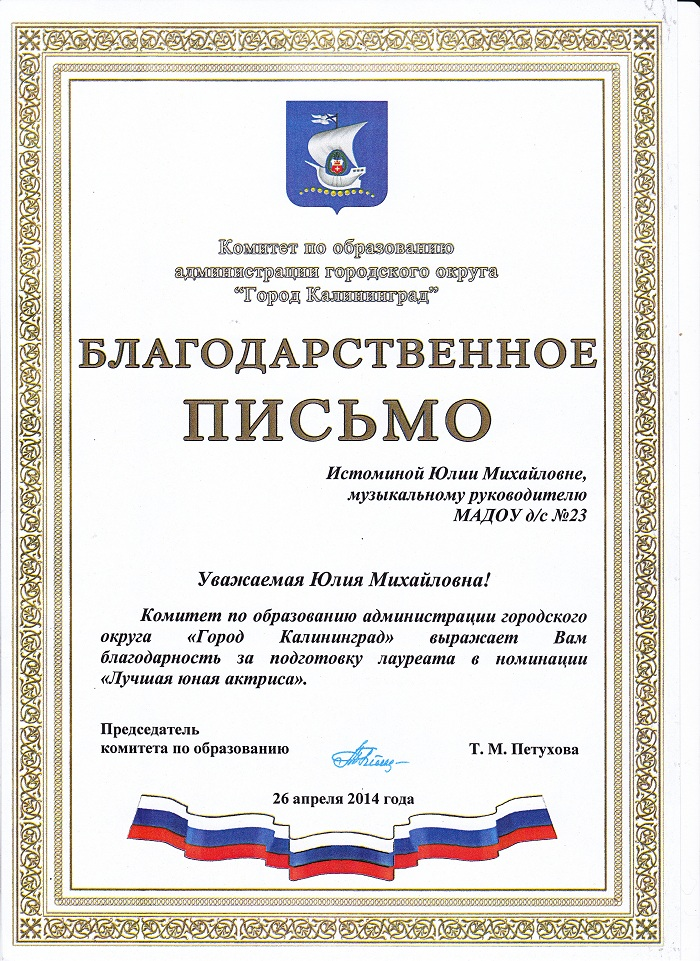 Комитет по образованию
администрации городского округа
“Город Калининград”
БЛАГОДАРСТВЕННОЕ
ПИСЬМО
Истоминой Юлии Михайловне,
музыкальному руководителю
МАДОУ д/с №23
Уважаемая Юлия Михайловна!
Комитет по образованию администрации городского
округа «Город Калининград» выражает Вам
благодарность за подготовку лауреата в номинации
«Лучшая юная актриса».
Председатель
комитета по образованию Т. М. Петухова
26 апреля 2014 года